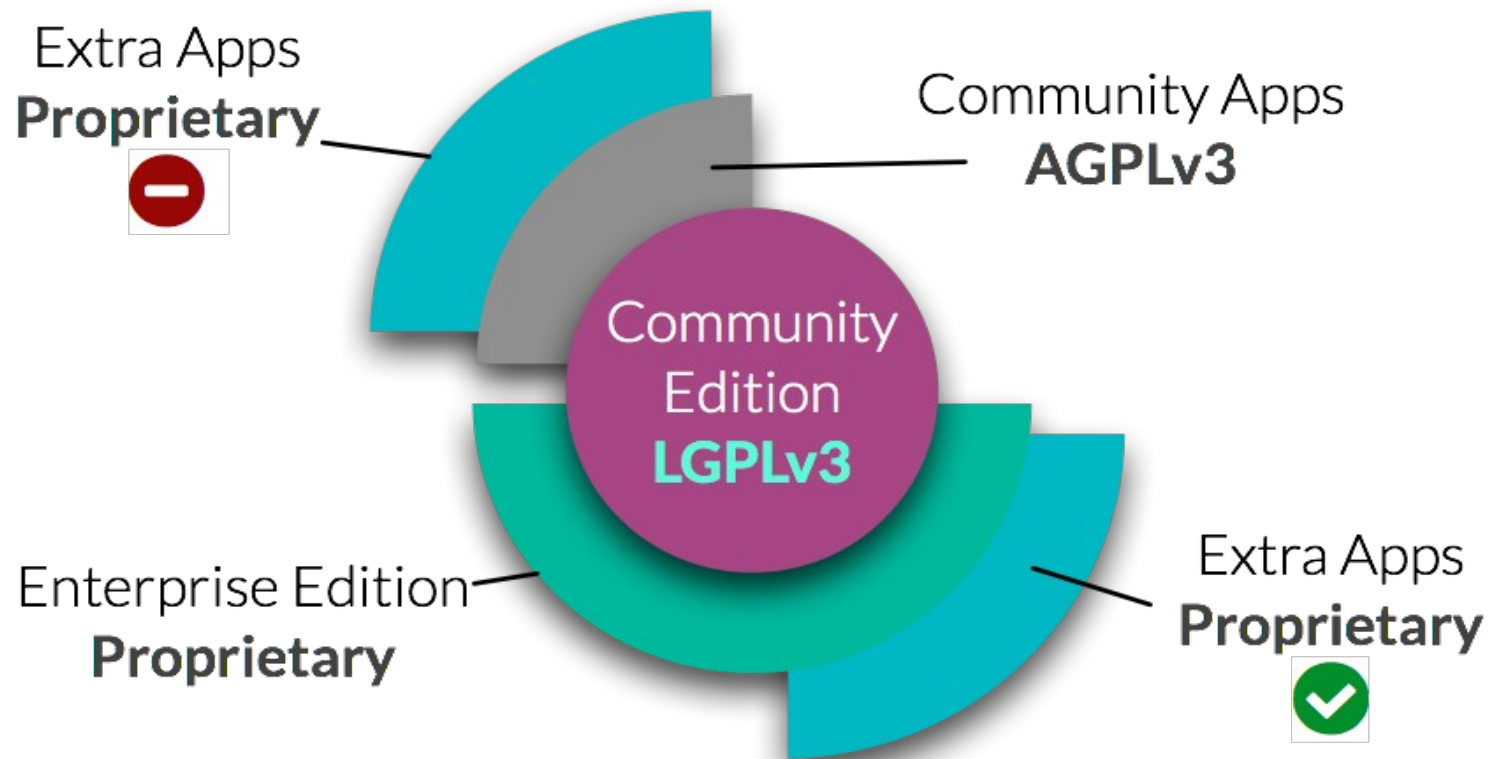 Extra Apps
Proprietary
Community Apps
AGPLv3
Community
Edition
LGPLv3
Enterprise Edition
Proprietary
Extra Apps
Proprietary